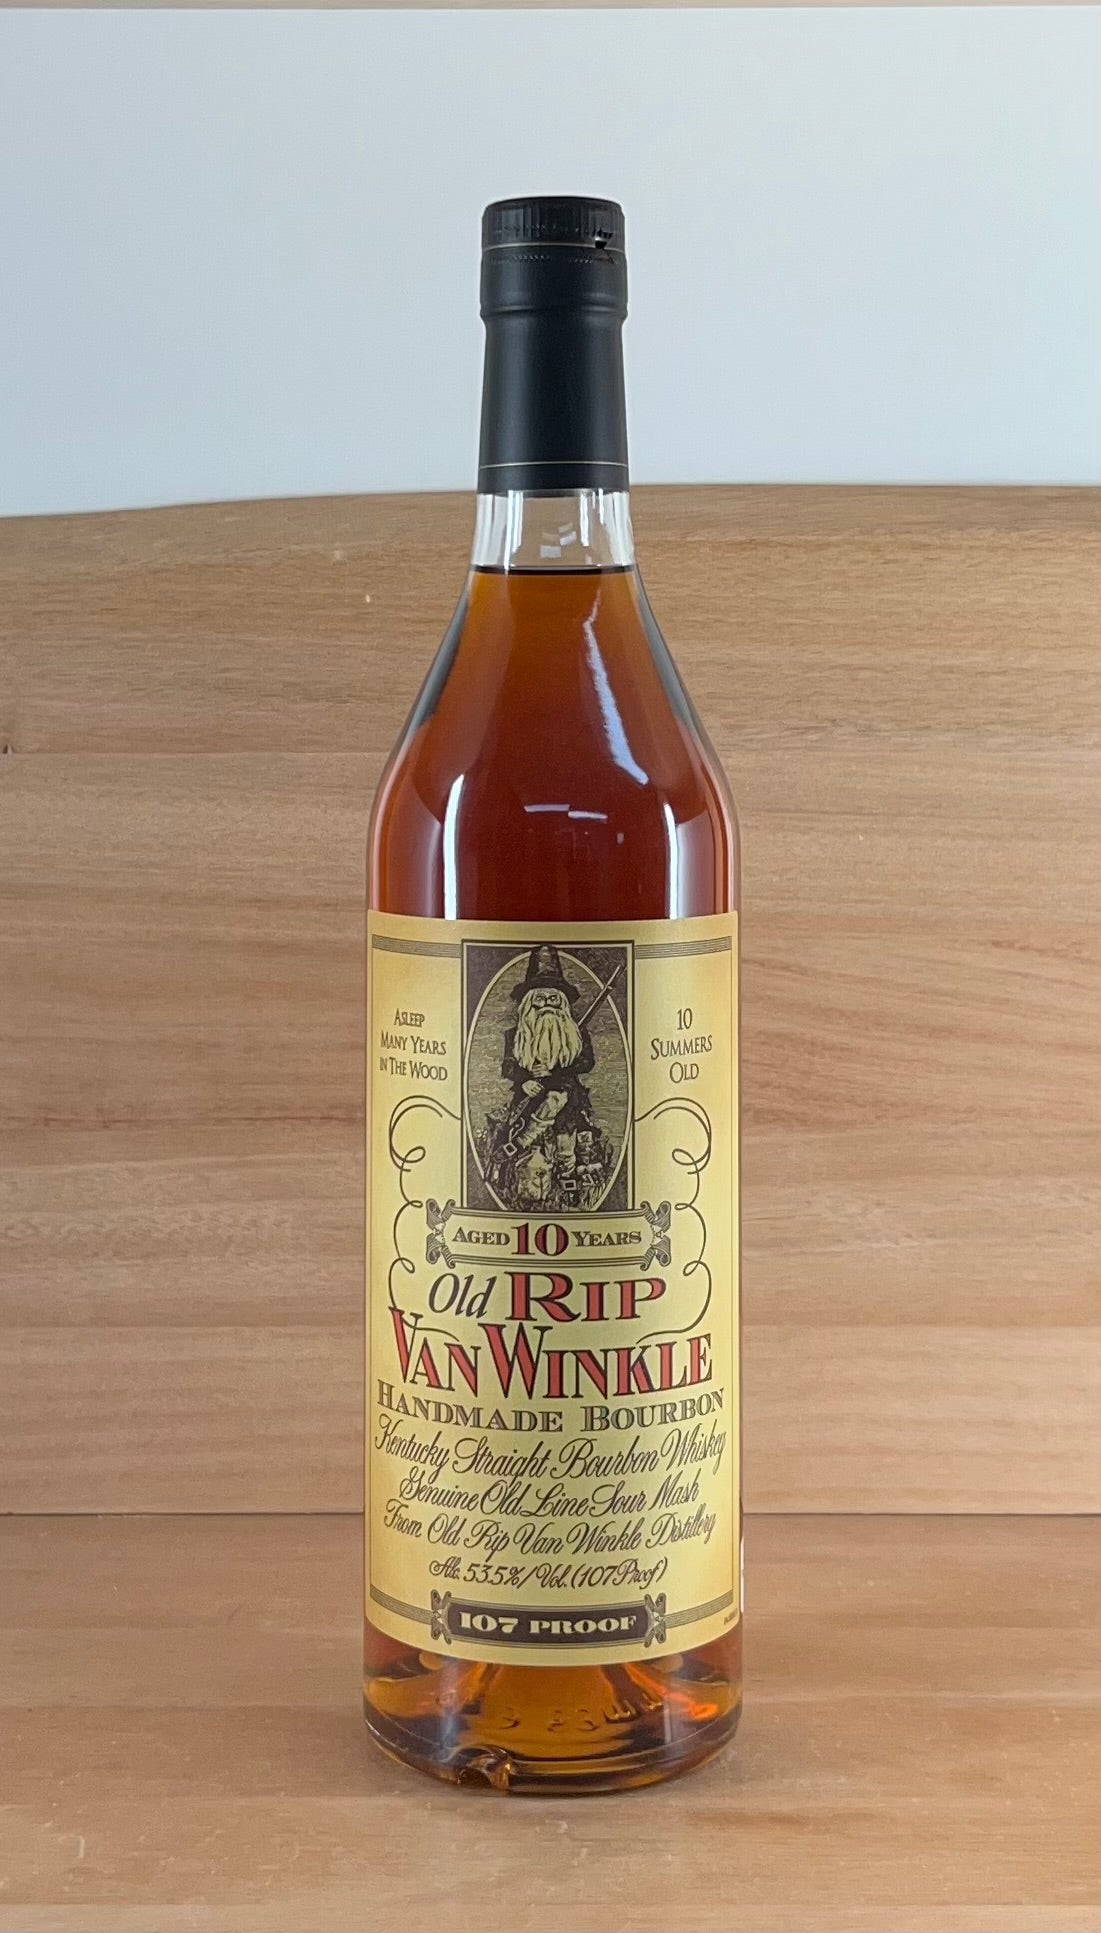 ASLEEP
MANY YEARS
IN THE WOOD
10
SUMMERS
OLD
AGED 10 YEARS
Old RIP
VAN WINKLE
HANDMADE BOURBON
Kentucky Straight Bourbon Whiskey
Genuine Old Line Sour Mash
From Old Rip Van Winkle Distillery
Alc. 53.5%/Vol. (107 Proof)
107 PROOF